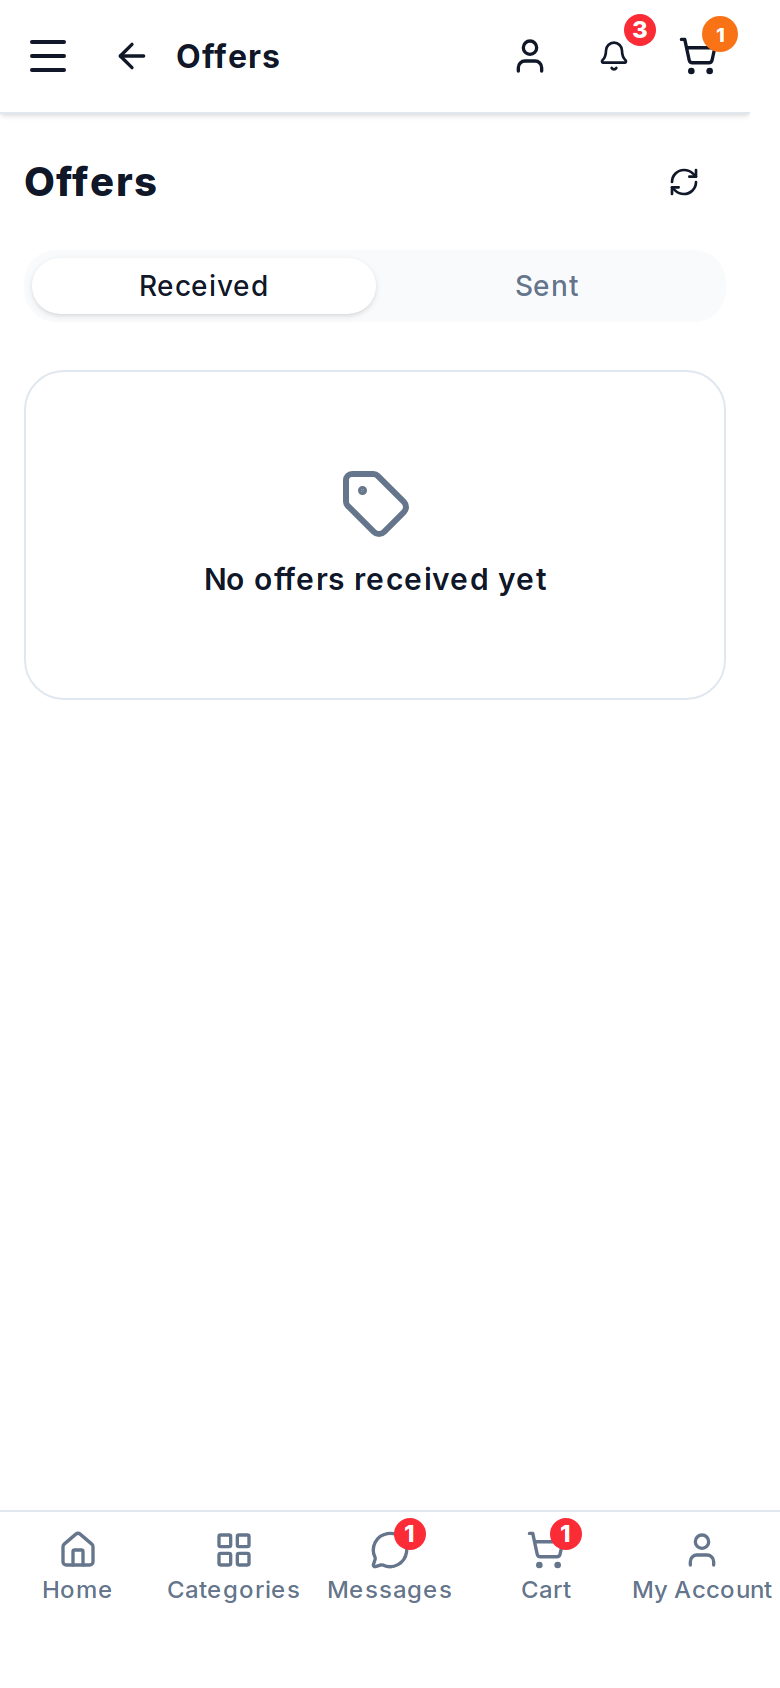 Offers
3
1
Offers
Received
Sent
No offers received yet
1
1
Home
Categories
Messages
Cart
My Account